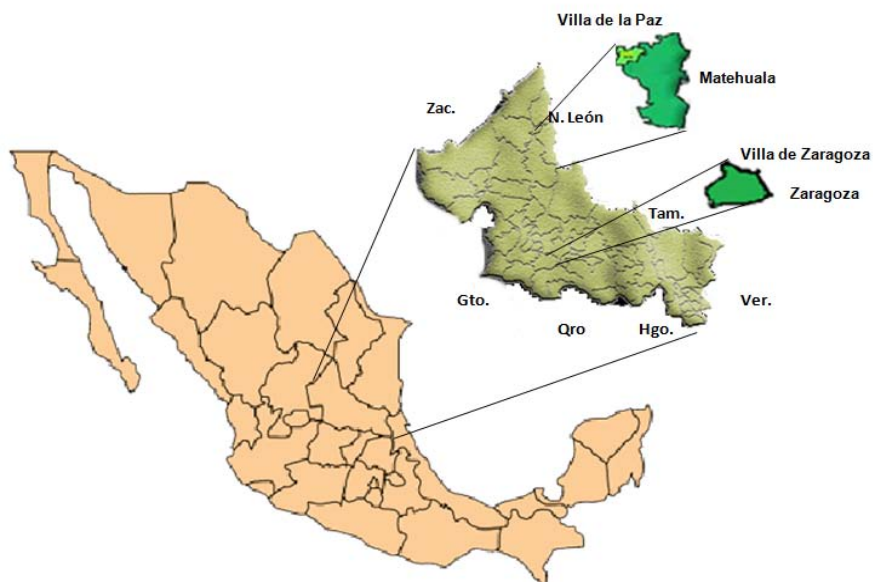 Villa de la Paz
Matehuala
Zac.
N. León
Villa de Zaragoza
Zaragoza
Tam.
Gto.
Ver.
Qro
Hgo.